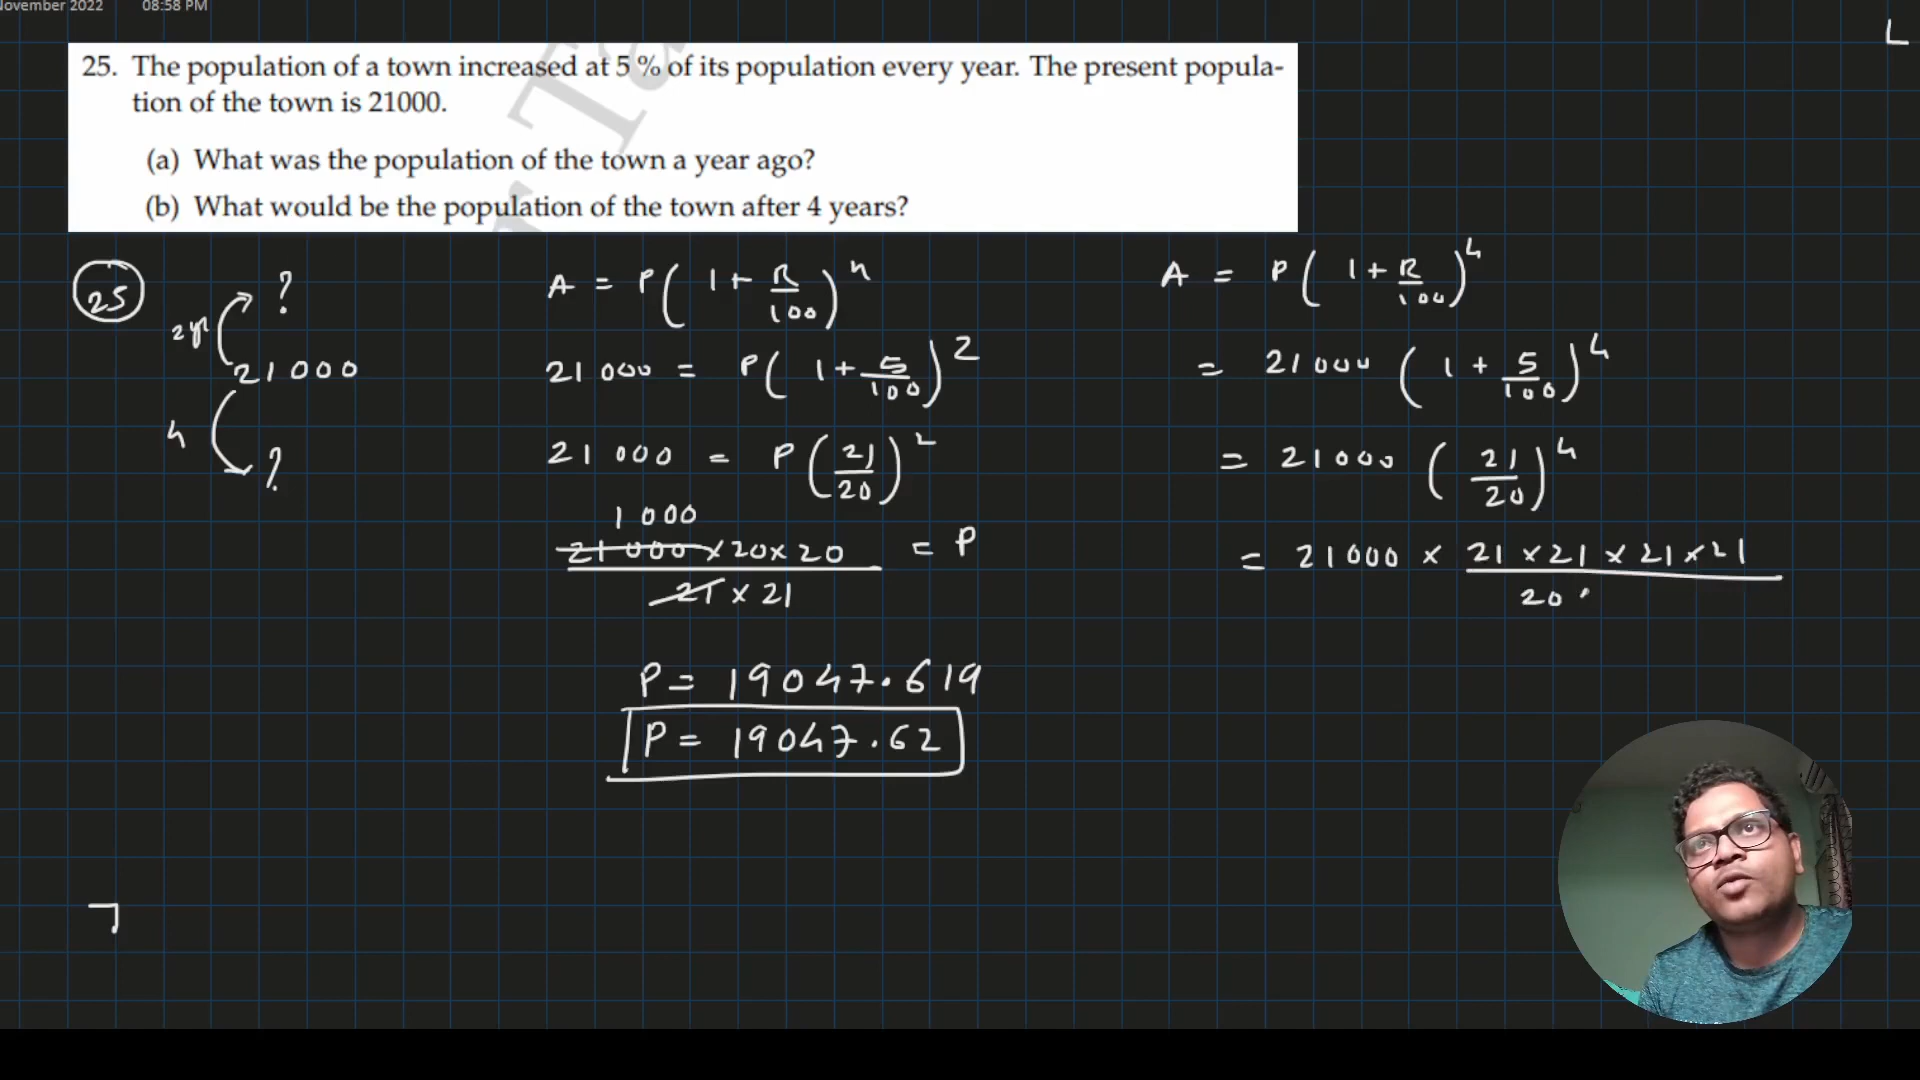 November 2022 08:58 PM
25. The population of a town increased at 5 % of its population every year. The present popula-
tion of the town is 21000.
(a) What was the population of the town a year ago?
(b) What would be the population of the town after 4 years?
25
?
2 yr
21000
4
?
A = P(1 + R/100)^n
21000 = P(1 + 5/100)^2
21000 = P(21/20)^2
1000
21000 × 20 × 20 / 21 × 21 = P
P = 19047.619
P = 19047.62
A = P(1 + R/100)^4
= 21000 (1 + 5/100)^4
= 21000 (21/20)^4
= 21000 × 21 × 21 × 21 × 21 / 20